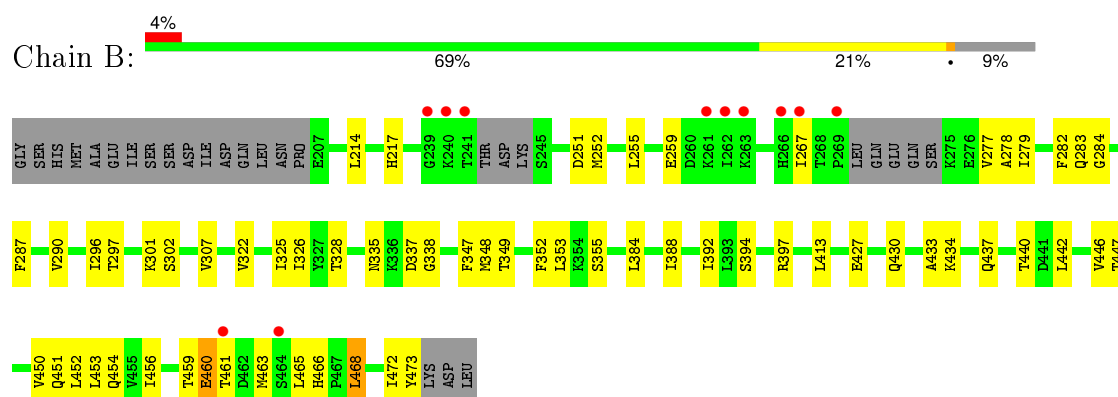 4%
Chain B:
69% 21% • 9%
GLY SER HIS MET ALA GLU ILE SER SER ASP ILE ASP GLN LEU ASN PRO E207 L214 H217 G239 K240 T241 THR ASP LYS S245 D251 M252 L255 E259 D260 K261 I262 K263 H266 I267 T268 P269 LEU GLN GLU GLN SER K275 E276 V277 A278 I279 F282 Q283 G284
F287 V290 I296 T297 K301 S302 V307 V322 I325 I326 Y327 T328 N335 K336 D337 G338 F347 M348 T349 F352 L353 K354 S355 L384 I388 I392 L393 S394 R397 L413 E427 Q430 A433 K434 Q437 T440 D441 L442 V446 T447
V450 Q451 L452 L453 Q454 V455 I456 T459 E460 T461 D462 M463 S464 L465 H466 P467 L468 I472 Y473 LYS ASP LEU